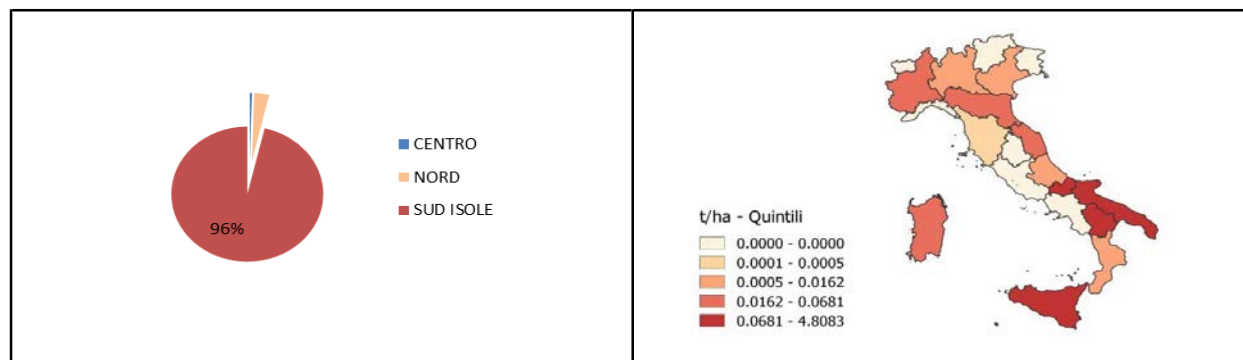 CENTRO
NORD
SUD ISOLE
96%
t/ha - Quintili
0.0000 - 0.0000
0.0001 - 0.0005
0.0005 - 0.0162
0.0162 - 0.0681
0.0681 - 4.8083